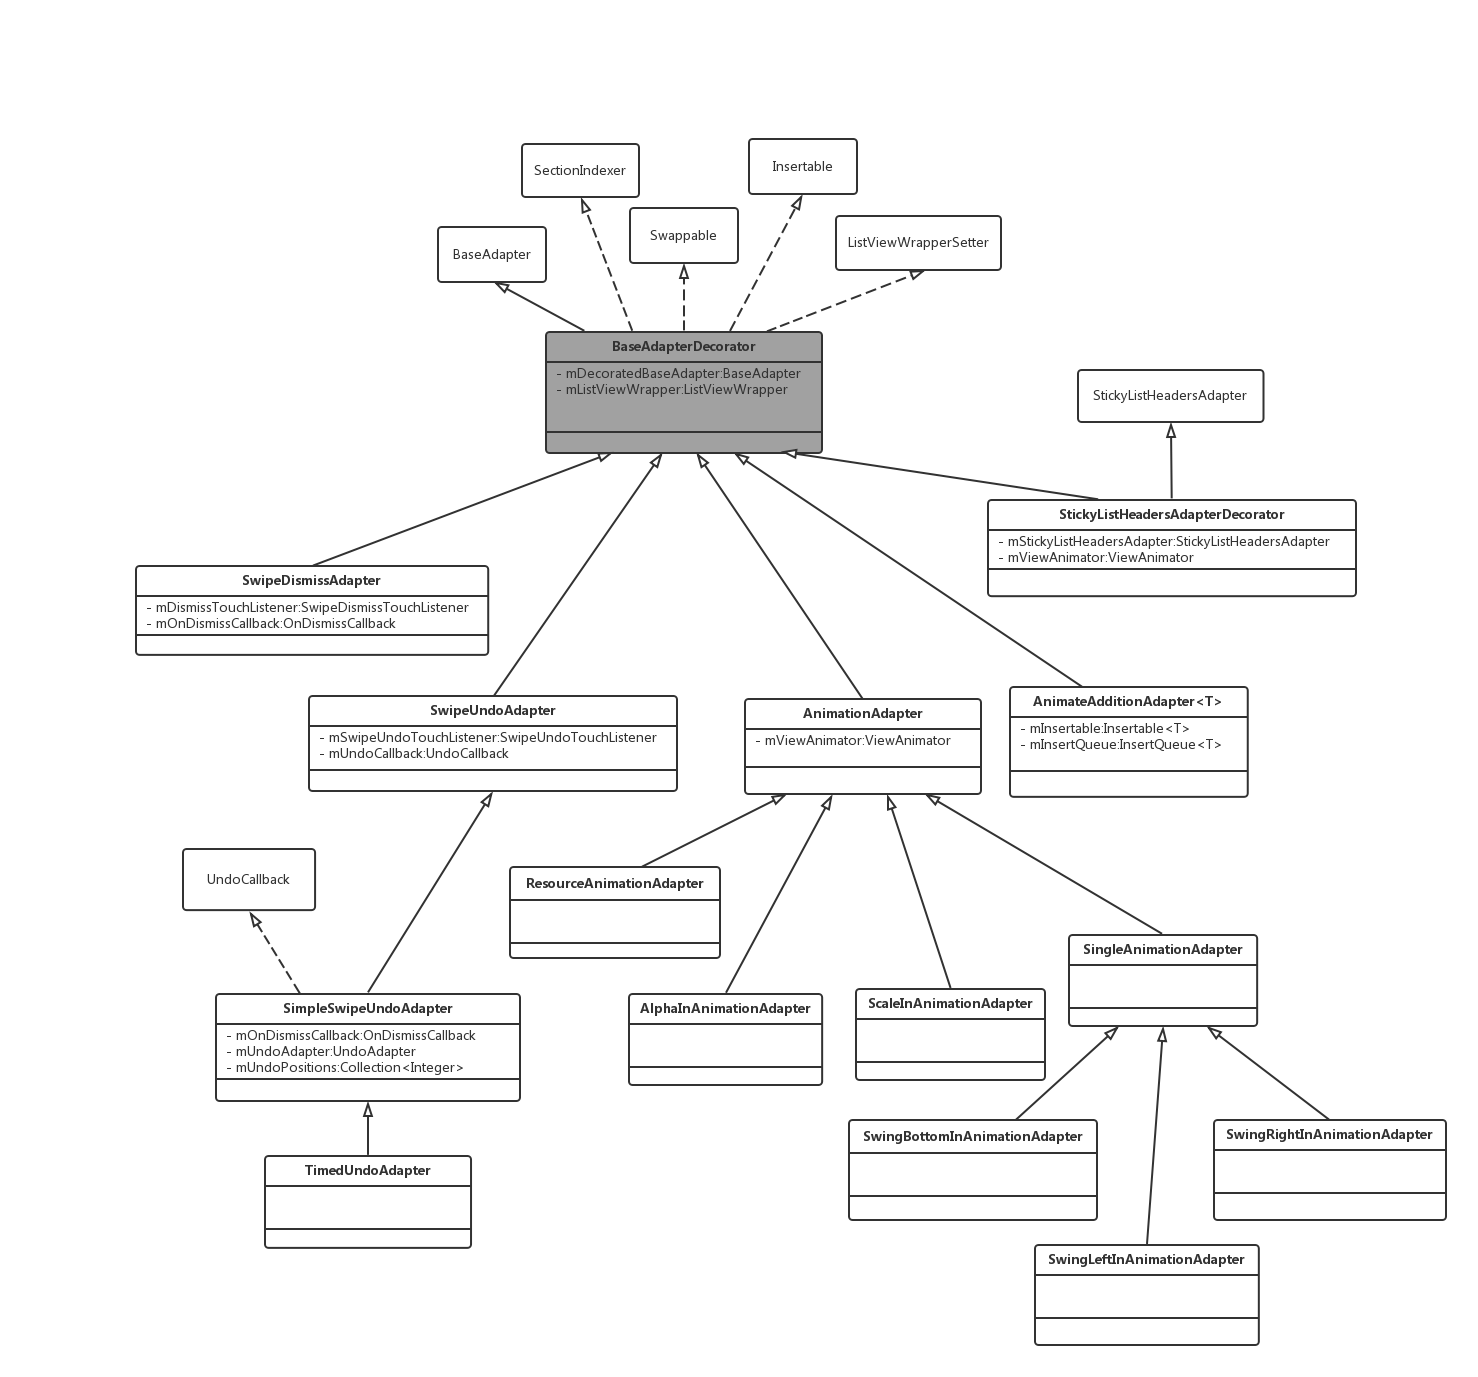 Insertable
SectionIndexer
Swappable
ListViewWrapperSetter
BaseAdapter
BaseAdapterDecorator
- mDecoratedBaseAdapter:BaseAdapter
- mListViewWrapper:ListViewWrapper
StickyListHeadersAdapter
StickyListHeadersAdapterDecorator
- mStickyListHeadersAdapter:StickyListHeadersAdapter
- mViewAnimator:ViewAnimator
SwipeDismissAdapter
- mDismissTouchListener:SwipeDismissTouchListener
- mOnDismissCallback:OnDismissCallback
SwipeUndoAdapter
- mSwipeUndoTouchListener:SwipeUndoTouchListener
- mUndoCallback:UndoCallback
AnimationAdapter
- mViewAnimator:ViewAnimator
AnimateAdditionAdapter<T>
- mInsertable:Insertable<T>
- mInsertQueue:InsertQueue<T>
UndoCallback
ResourceAnimationAdapter
SingleAnimationAdapter
SimpleSwipeUndoAdapter
- mOnDismissCallback:OnDismissCallback
- mUndoAdapter:UndoAdapter
- mUndoPositions:Collection<Integer>
AlphaInAnimationAdapter
ScaleInAnimationAdapter
SwingBottomInAnimationAdapter
SwingRightInAnimationAdapter
TimedUndoAdapter
SwingLeftInAnimationAdapter